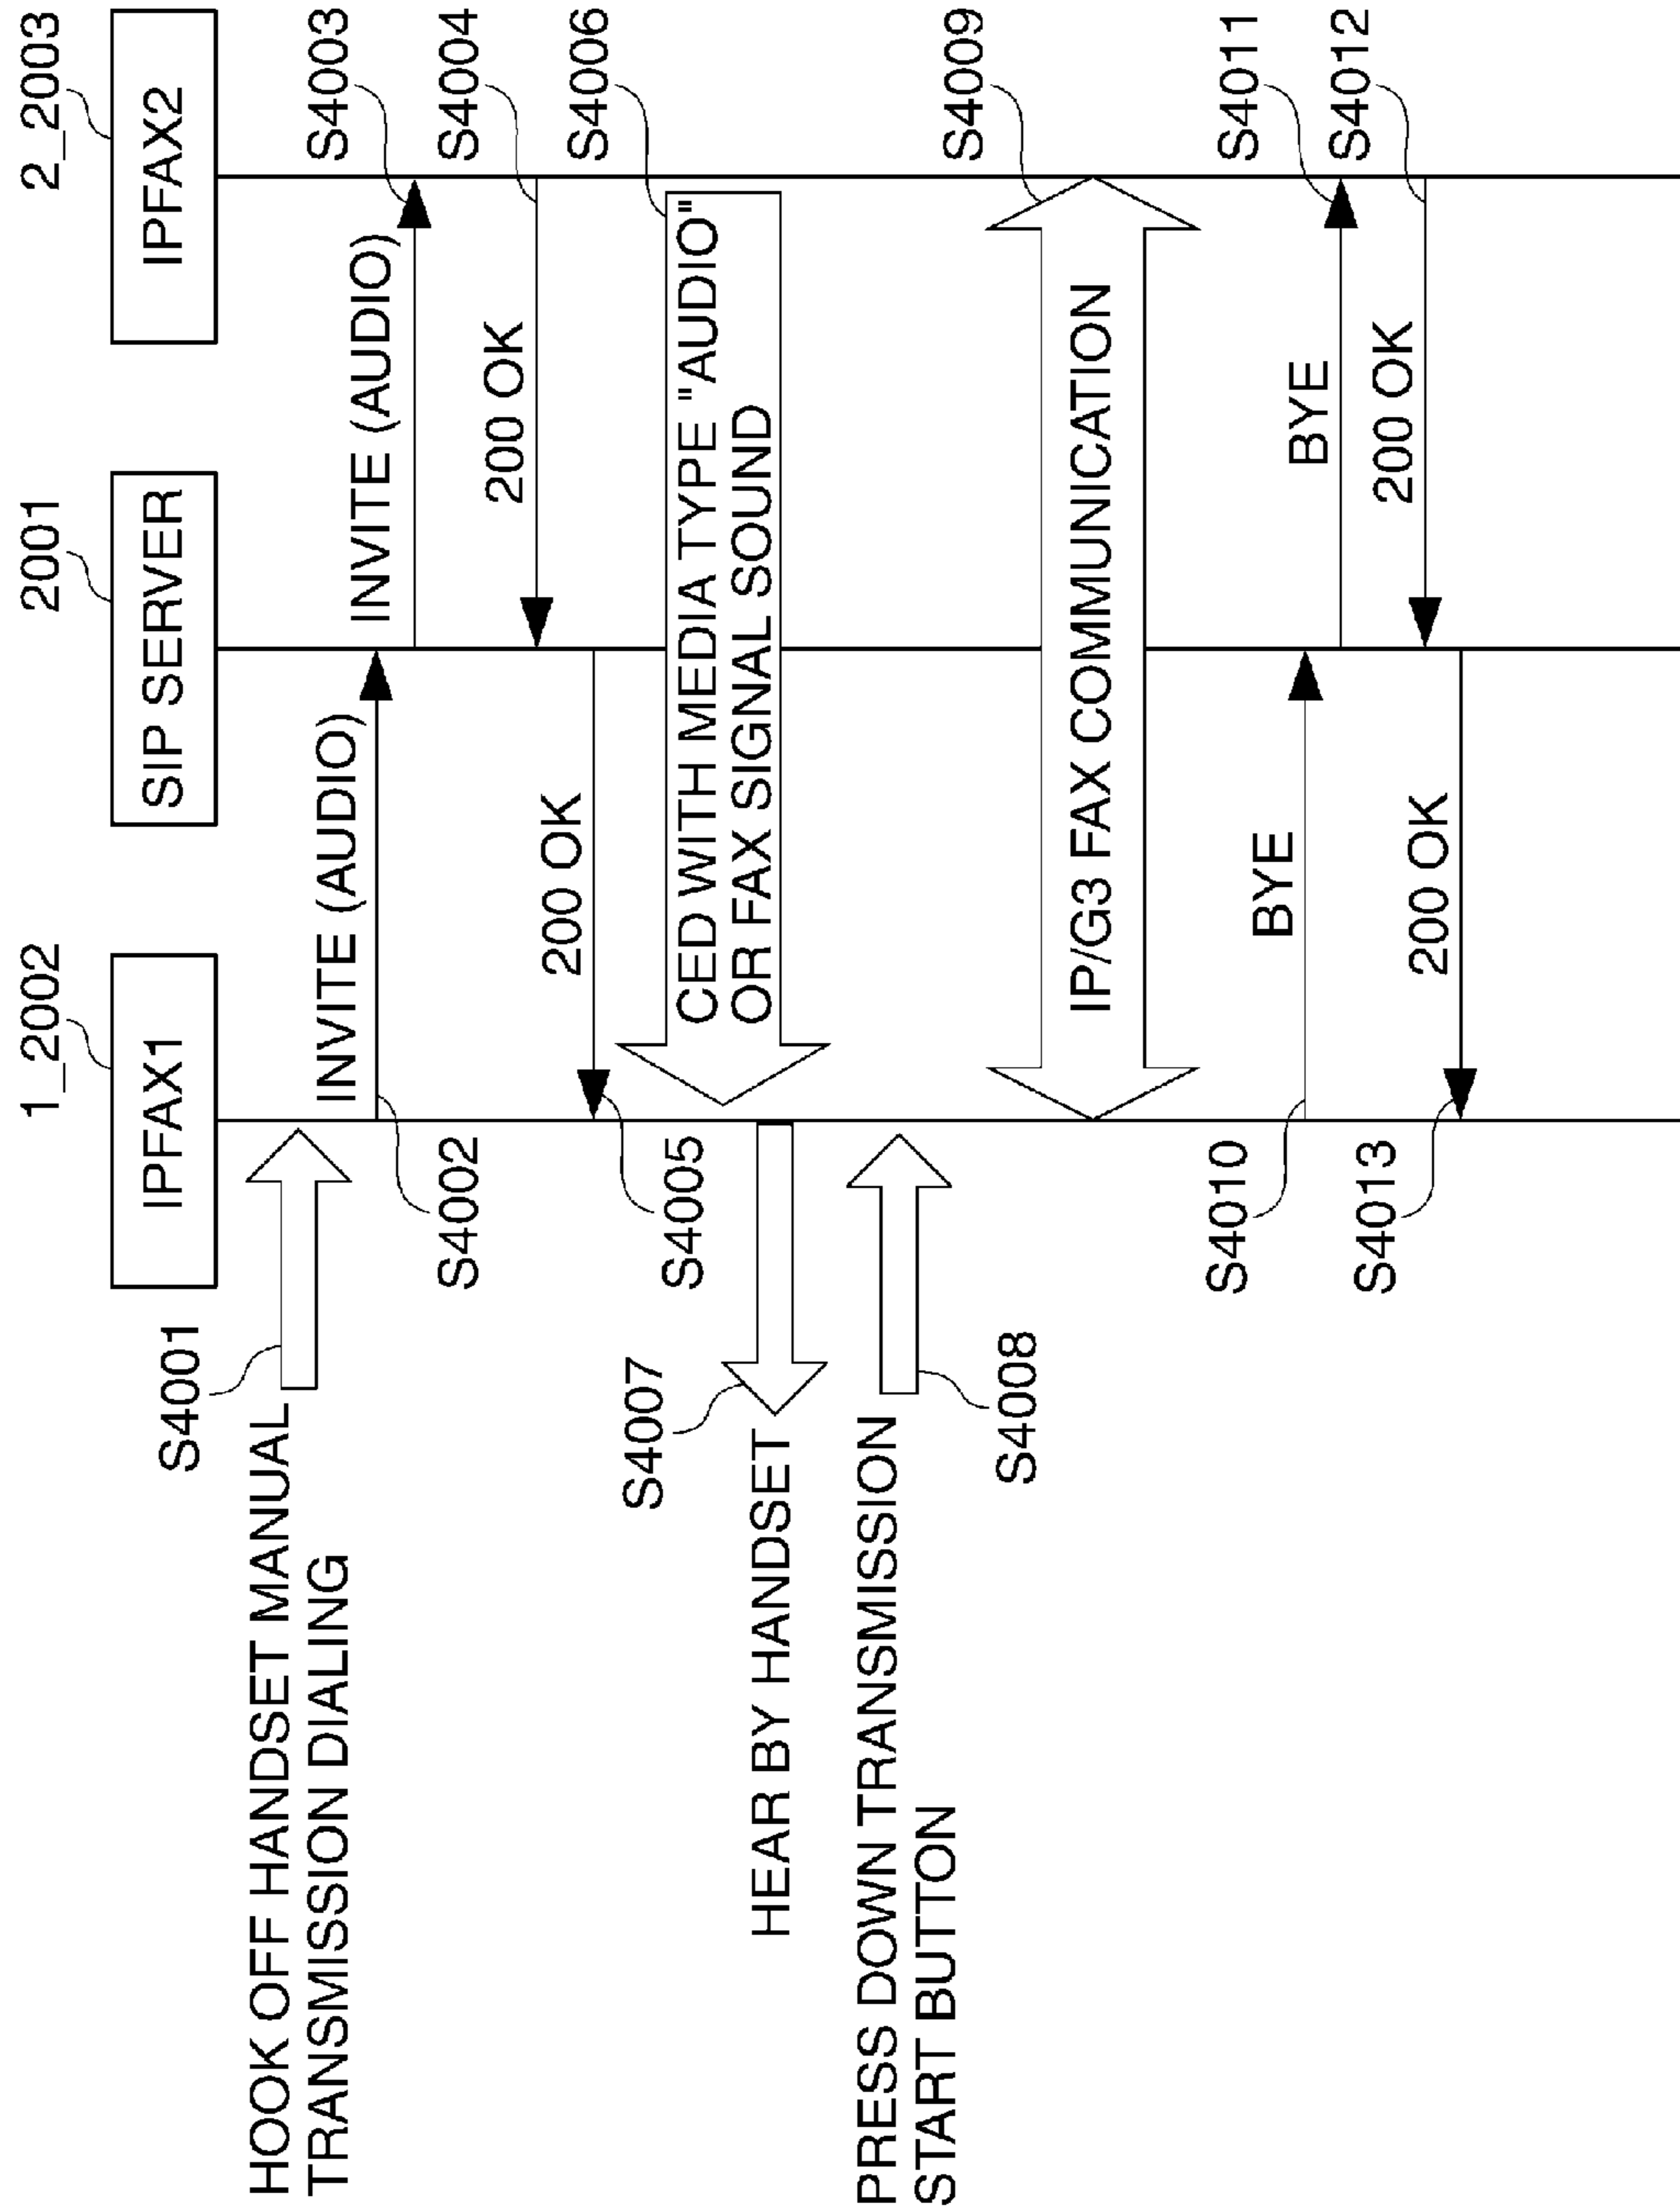 1_2002
2001
2_2003
IPFAX1
SIP SERVER
IPFAX2
S4001
HOOK OFF HANDSET MANUAL
TRANSMISSION DIALING
INVITE (AUDIO)
S4002
INVITE (AUDIO)
S4003
200 OK
S4004
200 OK
S4005
S4006
CED WITH MEDIA TYPE "AUDIO"
OR FAX SIGNAL SOUND
S4007
HEAR BY HANDSET
PRESS DOWN TRANSMISSION
START BUTTON
S4008
S4009
IP/G3 FAX COMMUNICATION
BYE
S4010
BYE
S4011
200 OK
S4012
200 OK
S4013